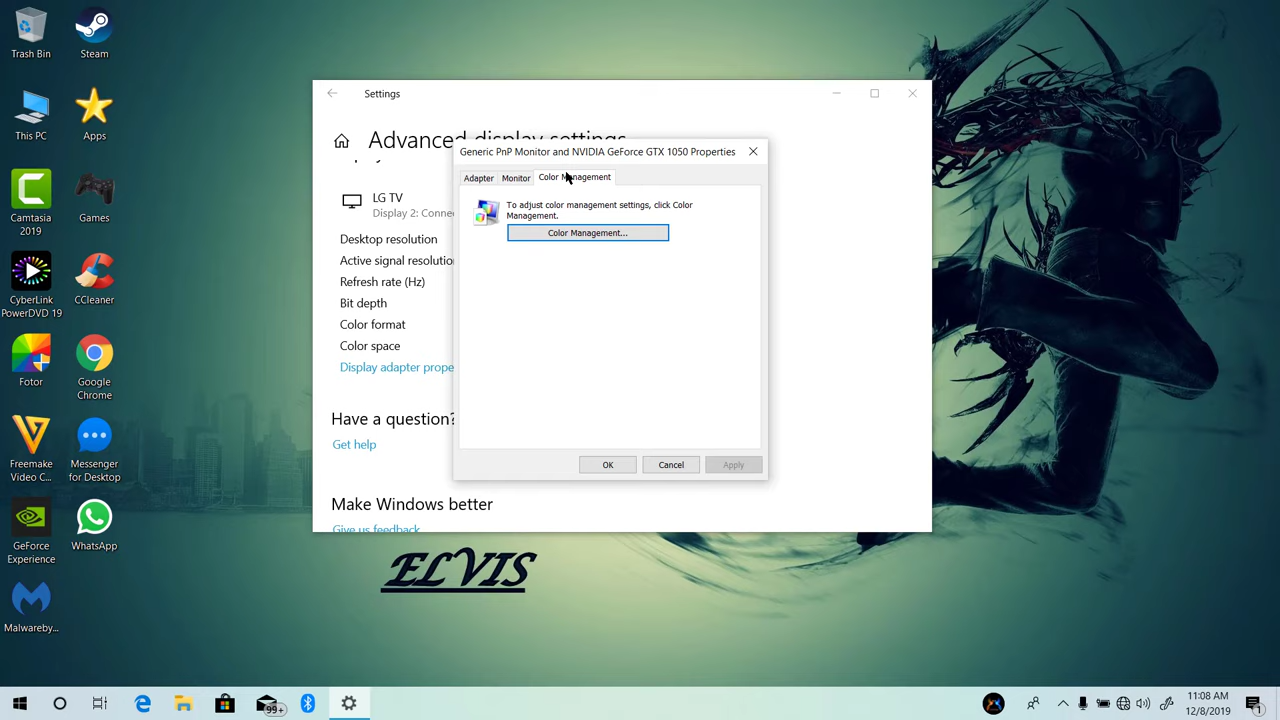 Trash Bin
Steam
This PC
Apps
Camtasia
2019
Games
CyberLink
PowerDVD 19
CCleaner
Fotor
Google
Chrome
Freemake
Video C...
Messenger
for Desktop
GeForce
Experience
WhatsApp
Malwareby...
Settings
Advanced display settings
LG TV
Display 2: Conne
Desktop resolution
Active signal resolutio
Refresh rate (Hz)
Bit depth
Color format
Color space
Display adapter prope
Have a question?
Get help
Make Windows better
Give us feedback
Generic PnP Monitor and NVIDIA GeForce GTX 1050 Properties
Adapter Monitor Color Management
To adjust color management settings, click Color
Management.
Color Management...
OK Cancel Apply
ELVIS
99+
11:08 AM
12/8/2019
1